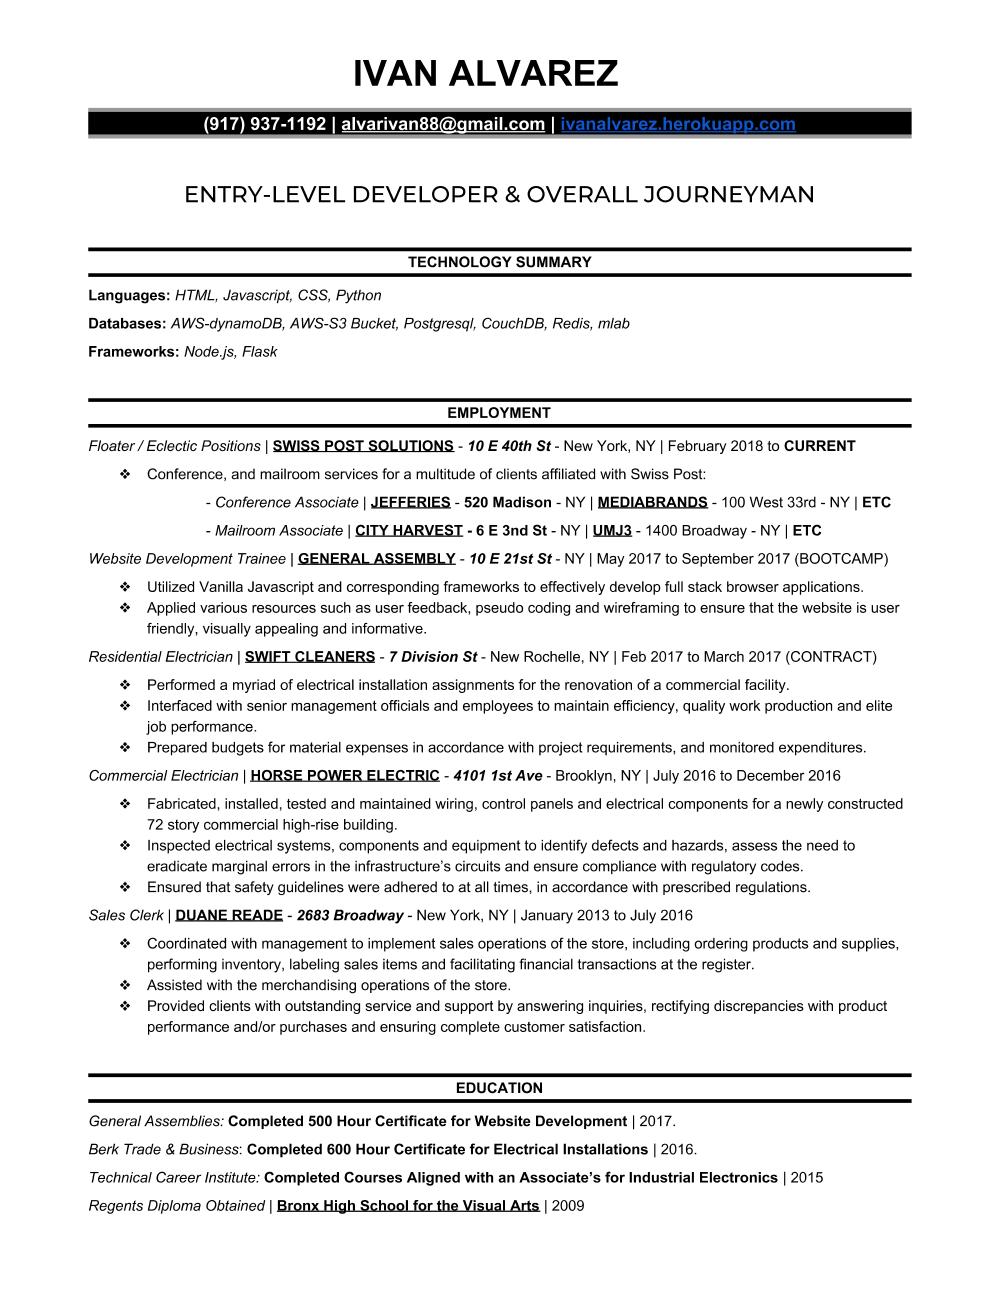 IVAN ALVAREZ
(917) 937-1192 | alvarivan88@gmail.com | ivanalvarez.herokuapp.com
ENTRY-LEVEL DEVELOPER & OVERALL JOURNEYMAN
TECHNOLOGY SUMMARY
Languages: HTML, Javascript, CSS, Python
Databases: AWS-dynamoDB, AWS-S3 Bucket, Postgresql, CouchDB, Redis, mlab
Frameworks: Node.js, Flask
EMPLOYMENT
Floater / Eclectic Positions | SWISS POST SOLUTIONS - 10 E 40th St - New York, NY | February 2018 to CURRENT
❖ Conference, and mailroom services for a multitude of clients affiliated with Swiss Post:
- Conference Associate | JEFFERIES - 520 Madison - NY | MEDIABRANDS - 100 West 33rd - NY | ETC
- Mailroom Associate | CITY HARVEST - 6 E 3nd St - NY | UMJ3 - 1400 Broadway - NY | ETC
Website Development Trainee | GENERAL ASSEMBLY - 10 E 21st St - NY | May 2017 to September 2017 (BOOTCAMP)
❖ Utilized Vanilla Javascript and corresponding frameworks to effectively develop full stack browser applications.
❖ Applied various resources such as user feedback, pseudo coding and wireframing to ensure that the website is user
friendly, visually appealing and informative.
Residential Electrician | SWIFT CLEANERS - 7 Division St - New Rochelle, NY | Feb 2017 to March 2017 (CONTRACT)
❖ Performed a myriad of electrical installation assignments for the renovation of a commercial facility.
❖ Interfaced with senior management officials and employees to maintain efficiency, quality work production and elite
job performance.
❖ Prepared budgets for material expenses in accordance with project requirements, and monitored expenditures.
Commercial Electrician | HORSE POWER ELECTRIC - 4101 1st Ave - Brooklyn, NY | July 2016 to December 2016
❖ Fabricated, installed, tested and maintained wiring, control panels and electrical components for a newly constructed
72 story commercial high-rise building.
❖ Inspected electrical systems, components and equipment to identify defects and hazards, assess the need to
eradicate marginal errors in the infrastructure's circuits and ensure compliance with regulatory codes.
❖ Ensured that safety guidelines were adhered to at all times, in accordance with prescribed regulations.
Sales Clerk | DUANE READE - 2683 Broadway - New York, NY | January 2013 to July 2016
❖ Coordinated with management to implement sales operations of the store, including ordering products and supplies,
performing inventory, labeling sales items and facilitating financial transactions at the register.
❖ Assisted with the merchandising operations of the store.
❖ Provided clients with outstanding service and support by answering inquiries, rectifying discrepancies with product
performance and/or purchases and ensuring complete customer satisfaction.
EDUCATION
General Assemblies: Completed 500 Hour Certificate for Website Development | 2017.
Berk Trade & Business: Completed 600 Hour Certificate for Electrical Installations | 2016.
Technical Career Institute: Completed Courses Aligned with an Associate's for Industrial Electronics | 2015
Regents Diploma Obtained | Bronx High School for the Visual Arts | 2009